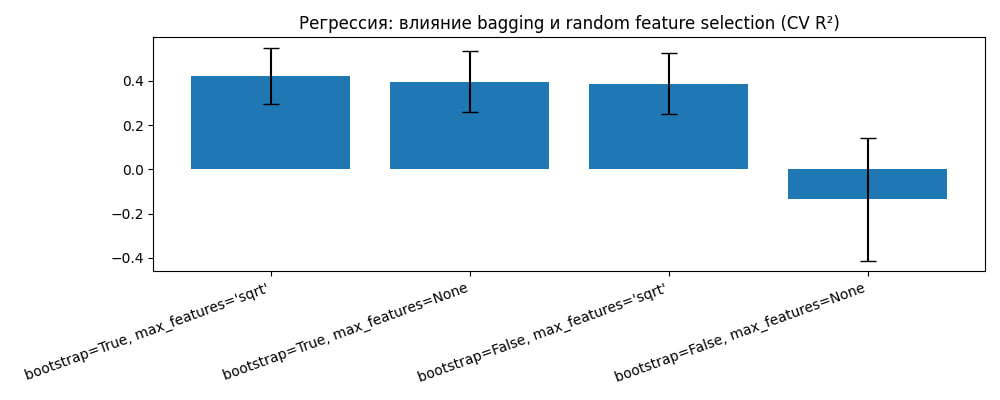 Регрессия: влияние bagging и random feature selection (CV R²)
0.4
0.2
0.0
−0.2
−0.4
bootstrap=True, max_features='sqrt'
bootstrap=True, max_features=None
bootstrap=False, max_features='sqrt'
bootstrap=False, max_features=None